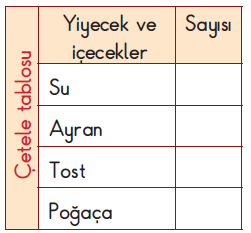 Çetele tablosu
Yiyecek ve
içecekler
Sayısı
Su
Ayran
Tost
Poğaça